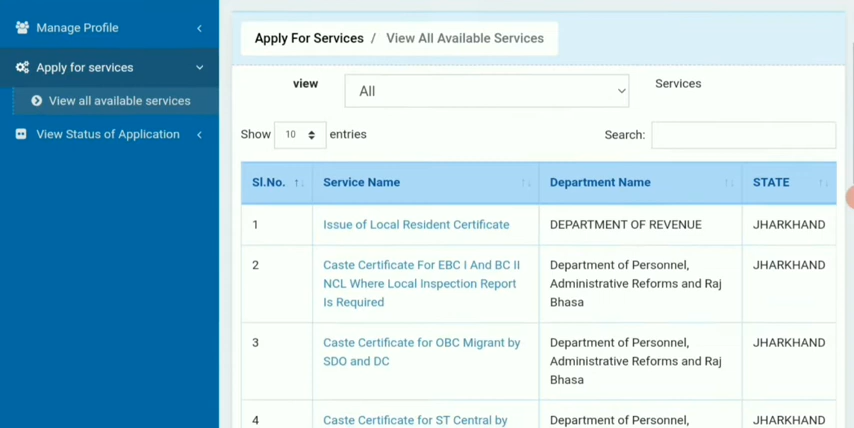 Manage Profile
Apply for services
View all available services
View Status of Application
Apply For Services / View All Available Services
view All Services
Show 10 entries Search:
Sl.No. Service Name Department Name STATE
1 Issue of Local Resident Certificate DEPARTMENT OF REVENUE JHARKHAND
2 Caste Certificate For EBC I And BC II Department of Personnel, JHARKHAND
NCL Where Local Inspection Report Administrative Reforms and Raj
Is Required Bhasa
3 Caste Certificate for OBC Migrant by Department of Personnel, JHARKHAND
SDO and DC Administrative Reforms and Raj
Bhasa
4 Caste Certificate for ST Central by Department of Personnel, JHARKHAND